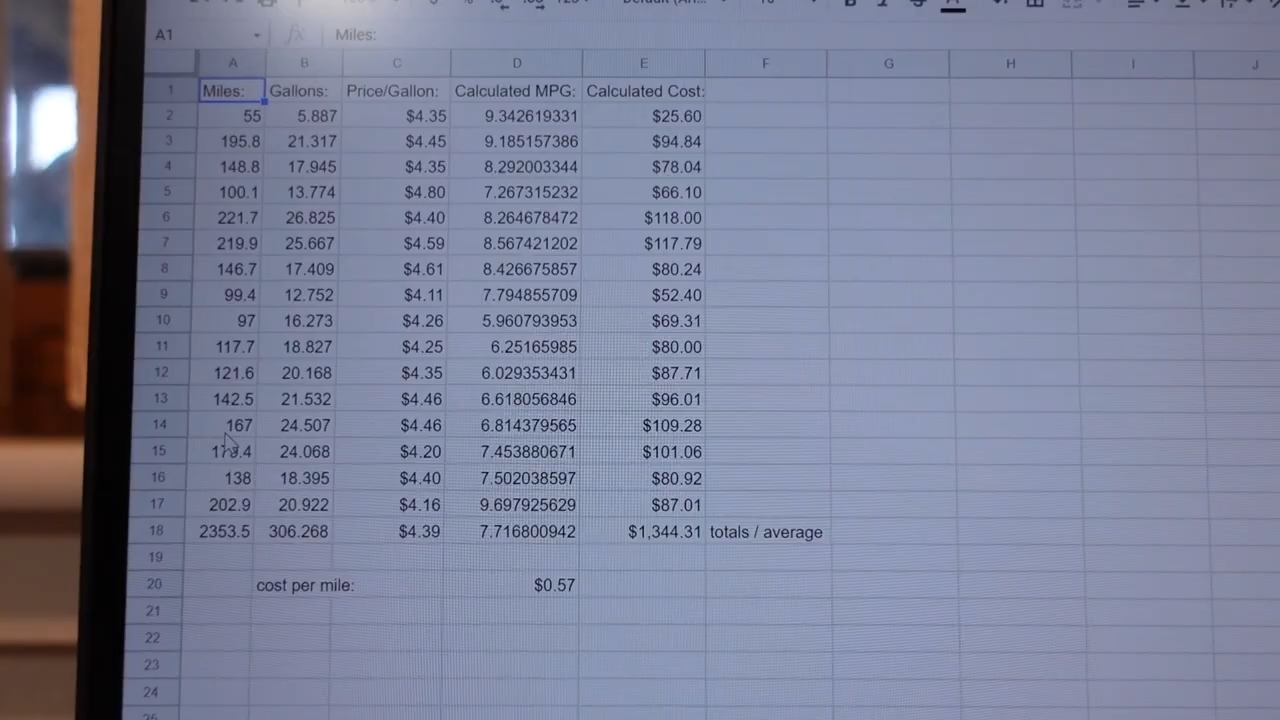 A1 fx Miles:
A B C D E F G H I J
1 Miles: Gallons: Price/Gallon: Calculated MPG: Calculated Cost:
2 55 5.887 $4.35 9.342619331 $25.60
3 195.8 21.317 $4.45 9.185157386 $94.84
4 148.8 17.945 $4.35 8.292003344 $78.04
5 100.1 13.774 $4.80 7.267315232 $66.10
6 221.7 26.825 $4.40 8.264678472 $118.00
7 219.9 25.667 $4.59 8.567421202 $117.79
8 146.7 17.409 $4.61 8.426675857 $80.24
9 99.4 12.752 $4.11 7.794855709 $52.40
10 97 16.273 $4.26 5.960793953 $69.31
11 117.7 18.827 $4.25 6.25165985 $80.00
12 121.6 20.168 $4.35 6.029353431 $87.71
13 142.5 21.532 $4.46 6.618056846 $96.01
14 167 24.507 $4.46 6.814379565 $109.28
15 24.068 $4.20 7.453880671 $101.06
16 138 18.395 $4.40 7.502038597 $80.92
17 202.9 20.922 $4.16 9.697925629 $87.01
18 2353.5 306.268 $4.39 7.716800942 $1,344.31 totals / average
19
20 cost per mile: $0.57
21
22
23
24